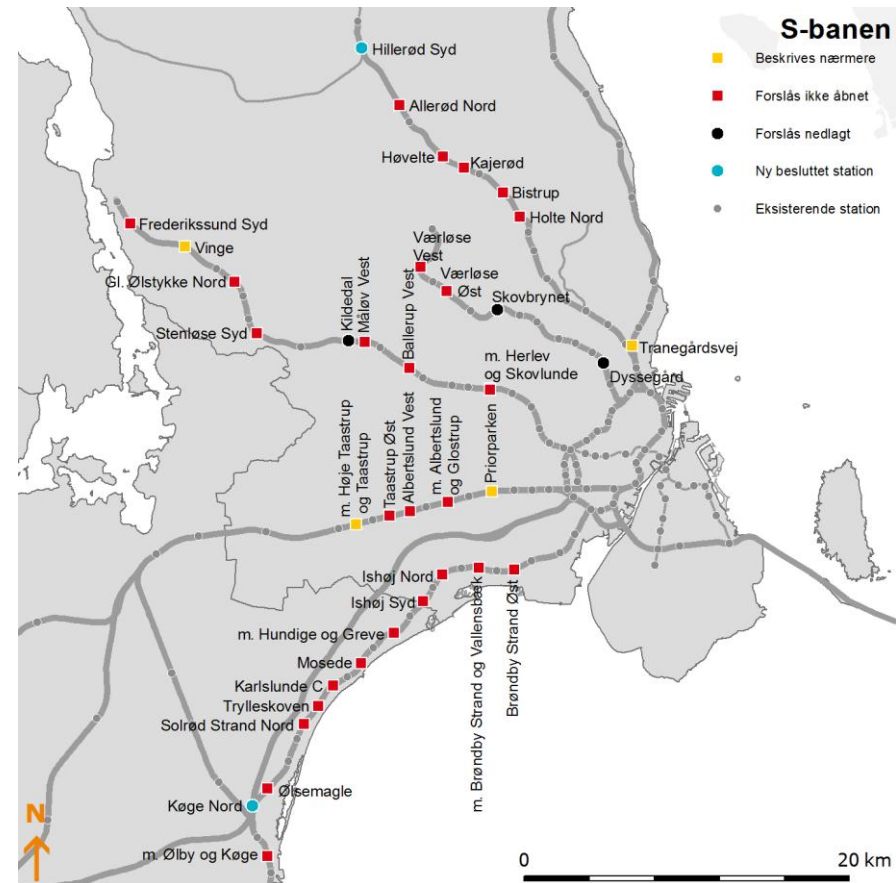 S-banen
Beskrives nærmere
Forslås ikke åbnet
Forslås nedlagt
Ny besluttet station
Eksisterende station
Hillerød Syd
Allerød Nord
Høvelte
Kajerød
Bistrup
Holte Nord
Frederikssund Syd
Vinge
Værløse
Vest
Værløse
Øst
Gl. Ølstykke Nord
Skovbrynet
Kildedal
Måløv Vest
Ballerup Vest
Stenløse Syd
Tranegårdsvej
m. Herlev
og Skovlunde
Dyssegård
m. Høje Taastrup
og Taastrup
Taastrup Øst
Albertslund Vest
m. Albertslund
og Glostrup
Priorparken
Ishøj Nord
Ishøj Syd
m. Brøndby Strand og Vallensbæk
Brøndby Strand Øst
m. Hundige og Greve
Mosede
Karlslunde C
Trylleskoven
Solrød Strand Nord
Ølsemagle
Køge Nord
m. Ølby og Køge
N
0
20 km